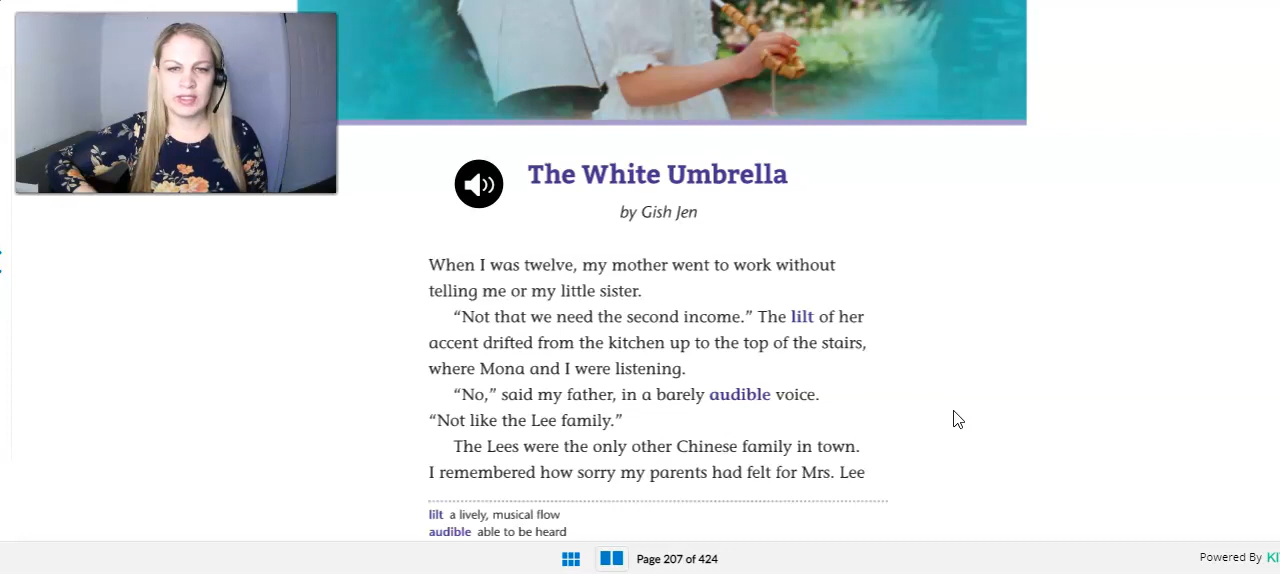 The White Umbrella
by Gish Jen
When I was twelve, my mother went to work without
telling me or my little sister.
“Not that we need the second income.” The lilt of her
accent drifted from the kitchen up to the top of the stairs,
where Mona and I were listening.
“No,” said my father, in a barely audible voice.
“Not like the Lee family.”
The Lees were the only other Chinese family in town.
I remembered how sorry my parents had felt for Mrs. Lee
lilt a lively, musical flow
audible able to be heard
Page 207 of 424
Powered By